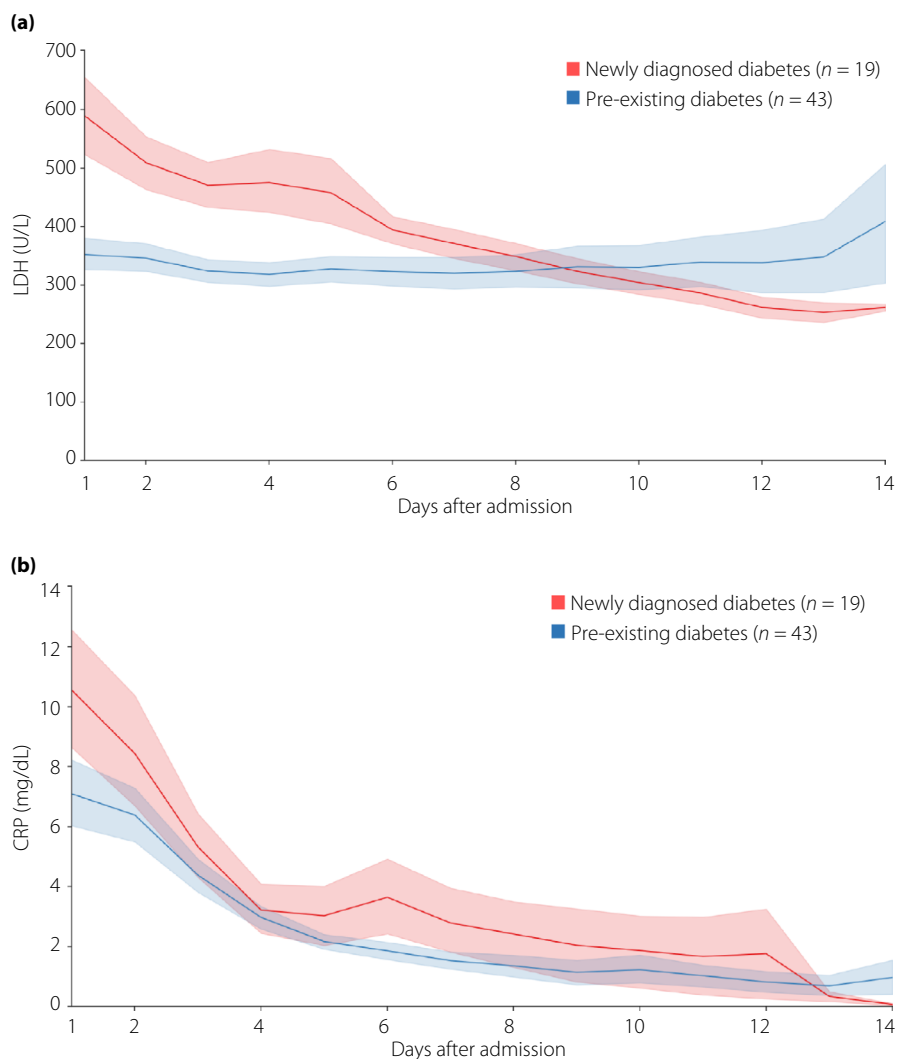 (a)
700
600
500
400
300
200
100
0
LDH (U/L)
Newly diagnosed diabetes (n = 19)
Pre-existing diabetes (n = 43)
1 2 4 6 8 10 12 14
Days after admission
(b)
14
12
10
8
6
4
2
0
CRP (mg/dL)
Newly diagnosed diabetes (n = 19)
Pre-existing diabetes (n = 43)
1 2 4 6 8 10 12 14
Days after admission